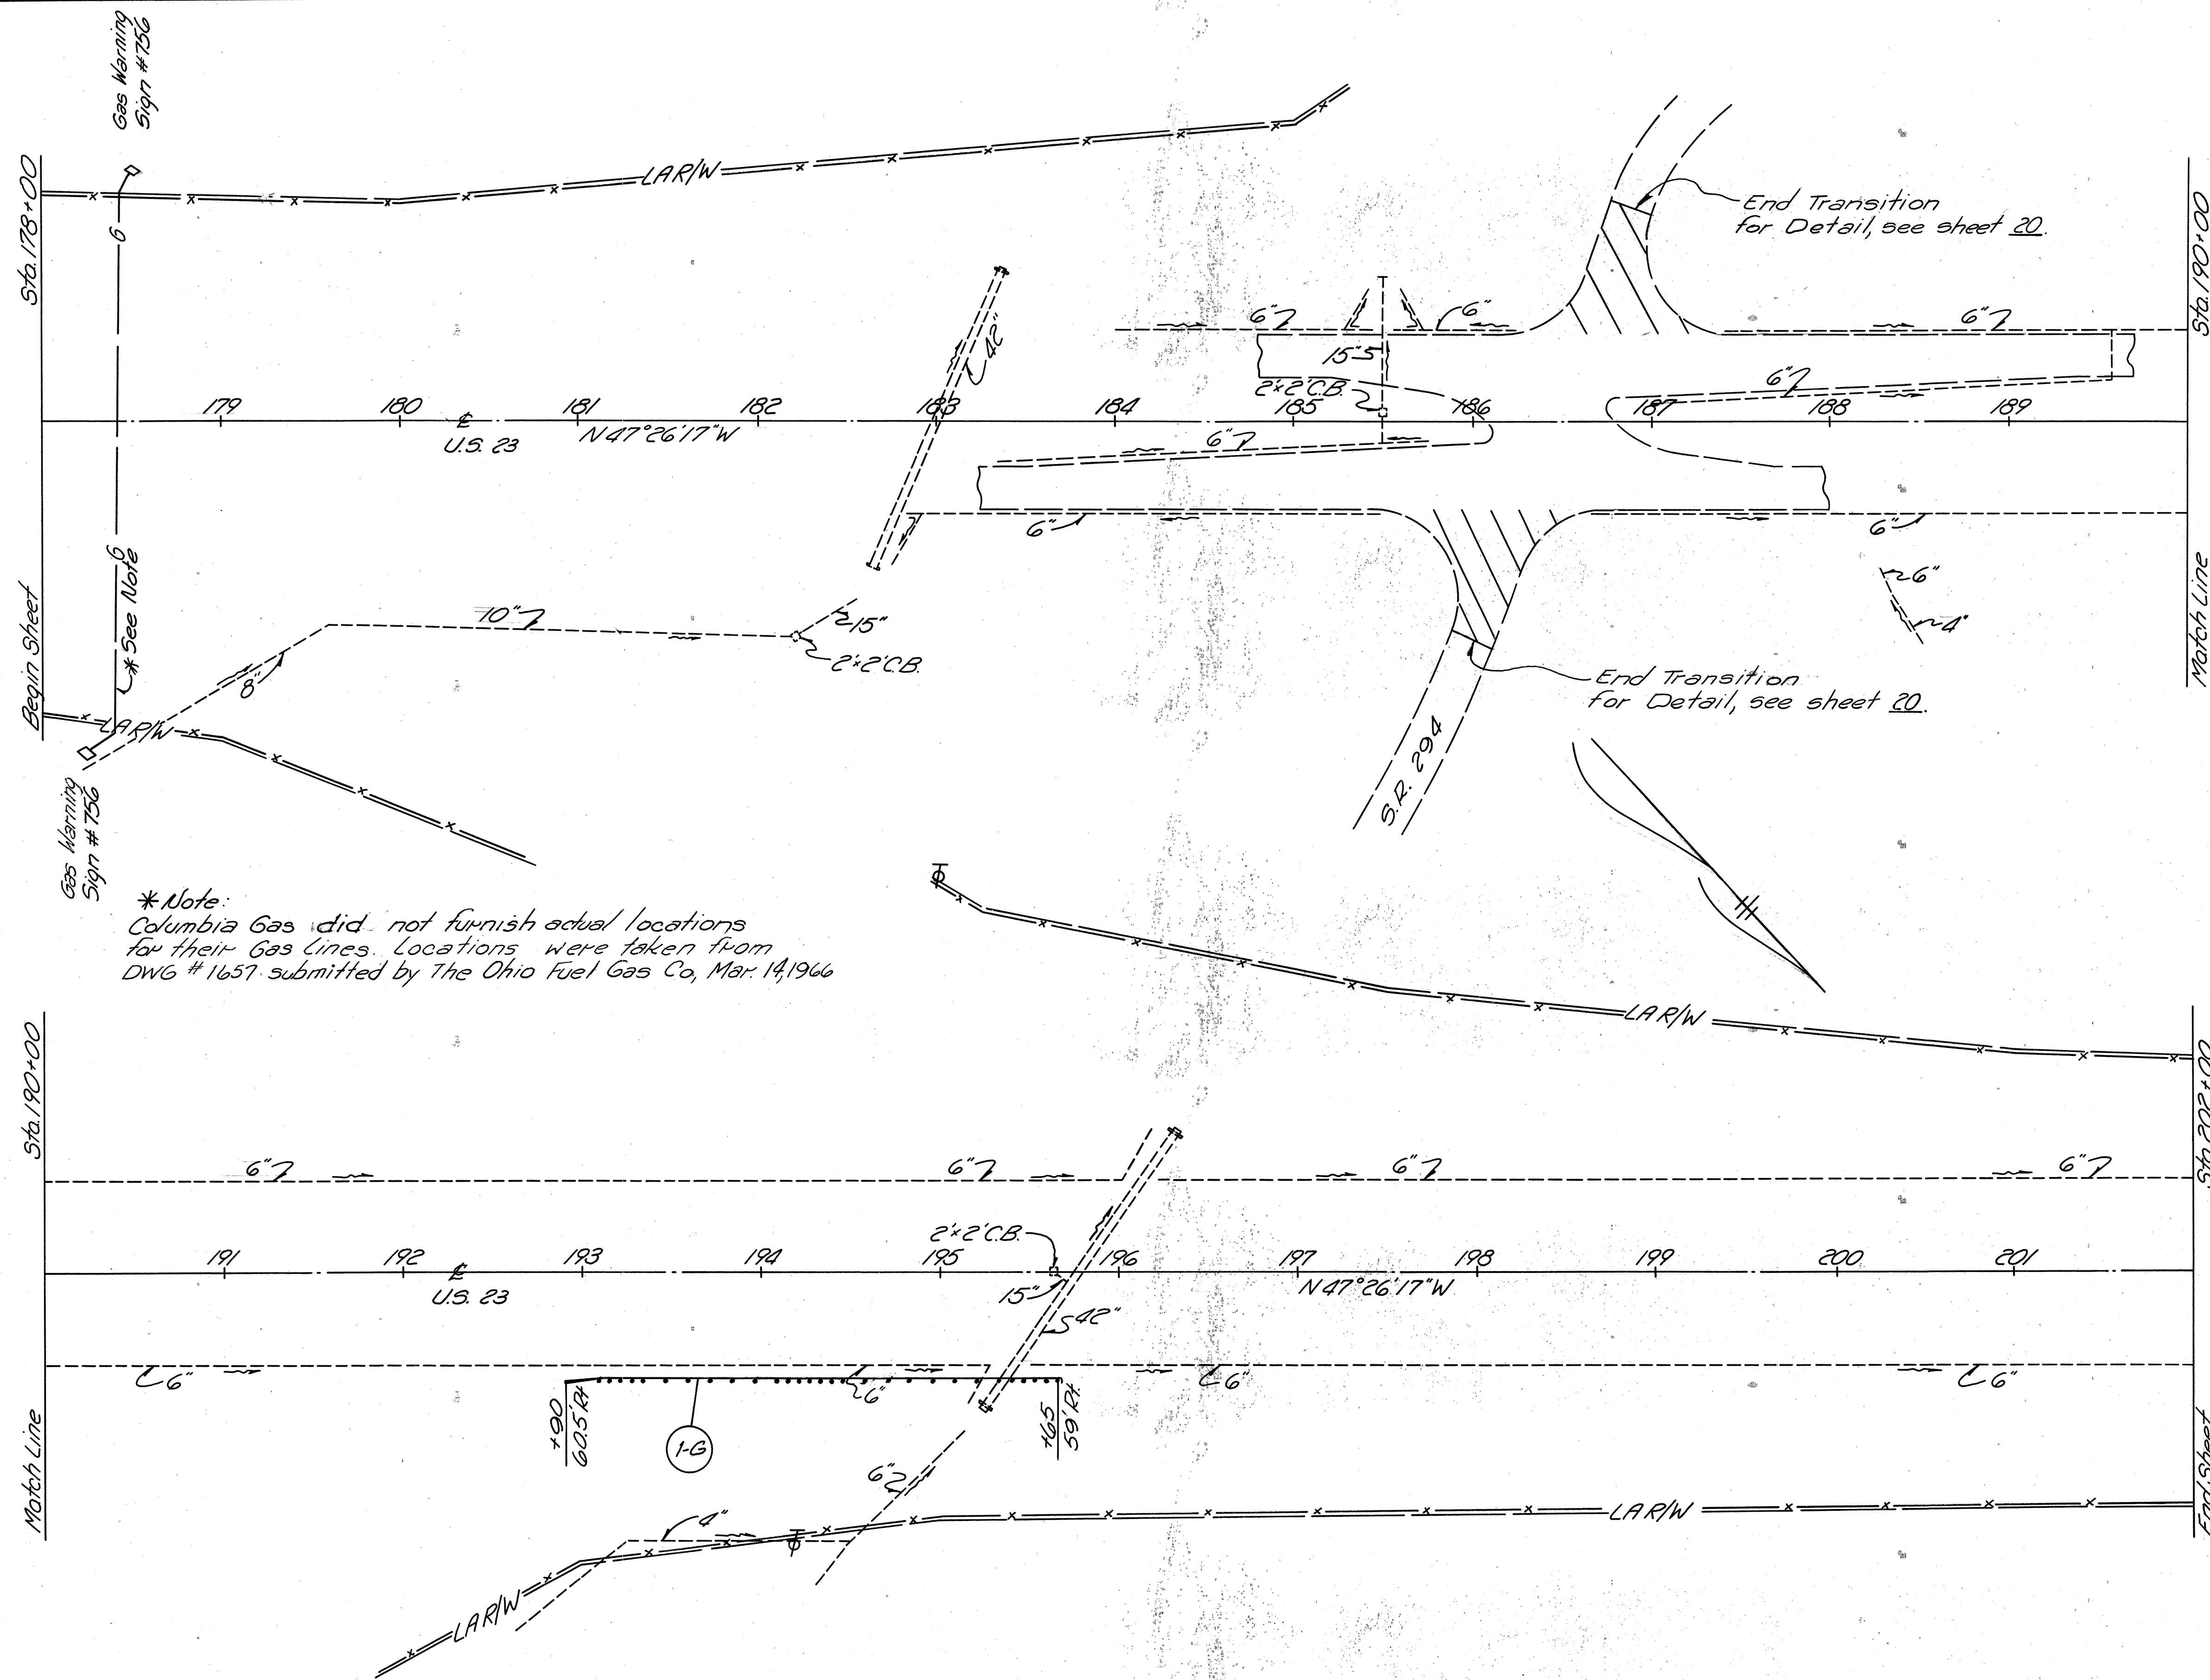 Gas Warning
Sign #756
Sta. 178+00
Begin Sheet
G
G
* See Note
LA R/W
LA R/W
Gas Warning
Sign #756
179
180
181
182
183
184
185
186
187
188
189
℄
U.S. 23
N47°26'17"W
8"
10"
15"
2'x2'C.B.
42"
6"
6"
15"
2'x2'C.B.
6"
6"
6"
6"
6"
6"
4"
End Transition
for Detail, see sheet 20.
End Transition
for Detail, see sheet 20.
S.R. 294
Sta. 190+00
Match Line
* Note:
Columbia Gas did not furnish actual locations
for their Gas Lines. Locations were taken from
DWG #1657 submitted by The Ohio Fuel Gas Co, Mar. 14, 1966
LA R/W
Sta. 190+00
Match Line
6"
6"
6"
6"
191
192
193
194
195
196
197
198
199
200
201
℄
U.S. 23
2'x2'C.B.
15"
42"
N47°26'17"W
6"
6"
6"
6"
+90
60.5' Rt.
1-G
+65
59' Rt.
6"
4"
LA R/W
LA R/W
Sta. 202+00
End Sheet